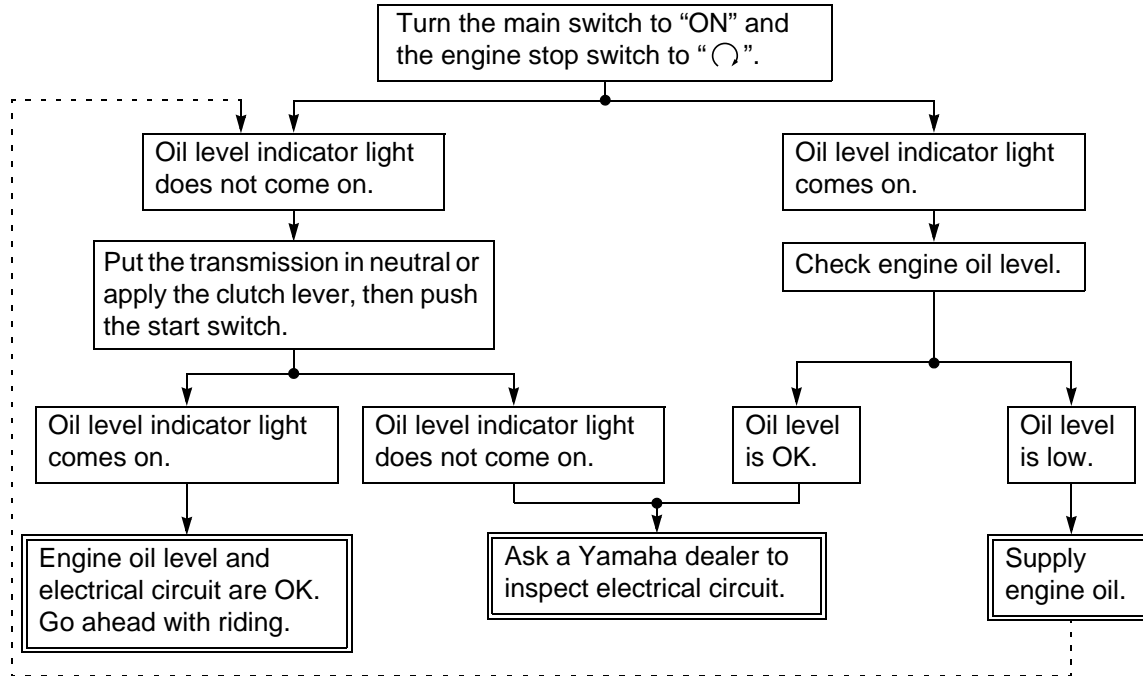 Turn the main switch to “ON” and
the engine stop switch to “ ”.
Oil level indicator light
does not come on.
Oil level indicator light
comes on.
Put the transmission in neutral or
apply the clutch lever, then push
the start switch.
Check engine oil level.
Oil level indicator light
comes on.
Oil level indicator light
does not come on.
Oil level
is OK.
Oil level
is low.
Engine oil level and
electrical circuit are OK.
Go ahead with riding.
Ask a Yamaha dealer to
inspect electrical circuit.
Supply
engine oil.